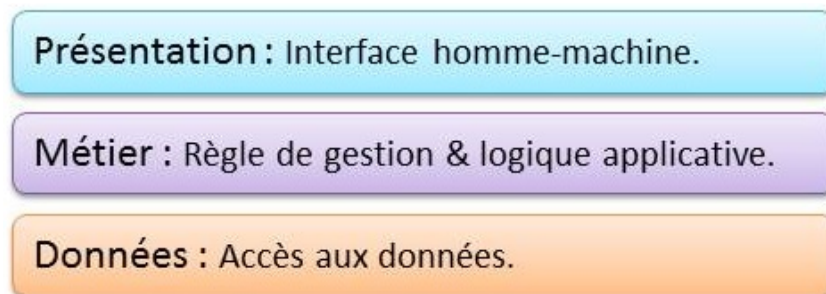 Présentation : Interface homme-machine.
Métier : Règle de gestion & logique applicative.
Données : Accès aux données.